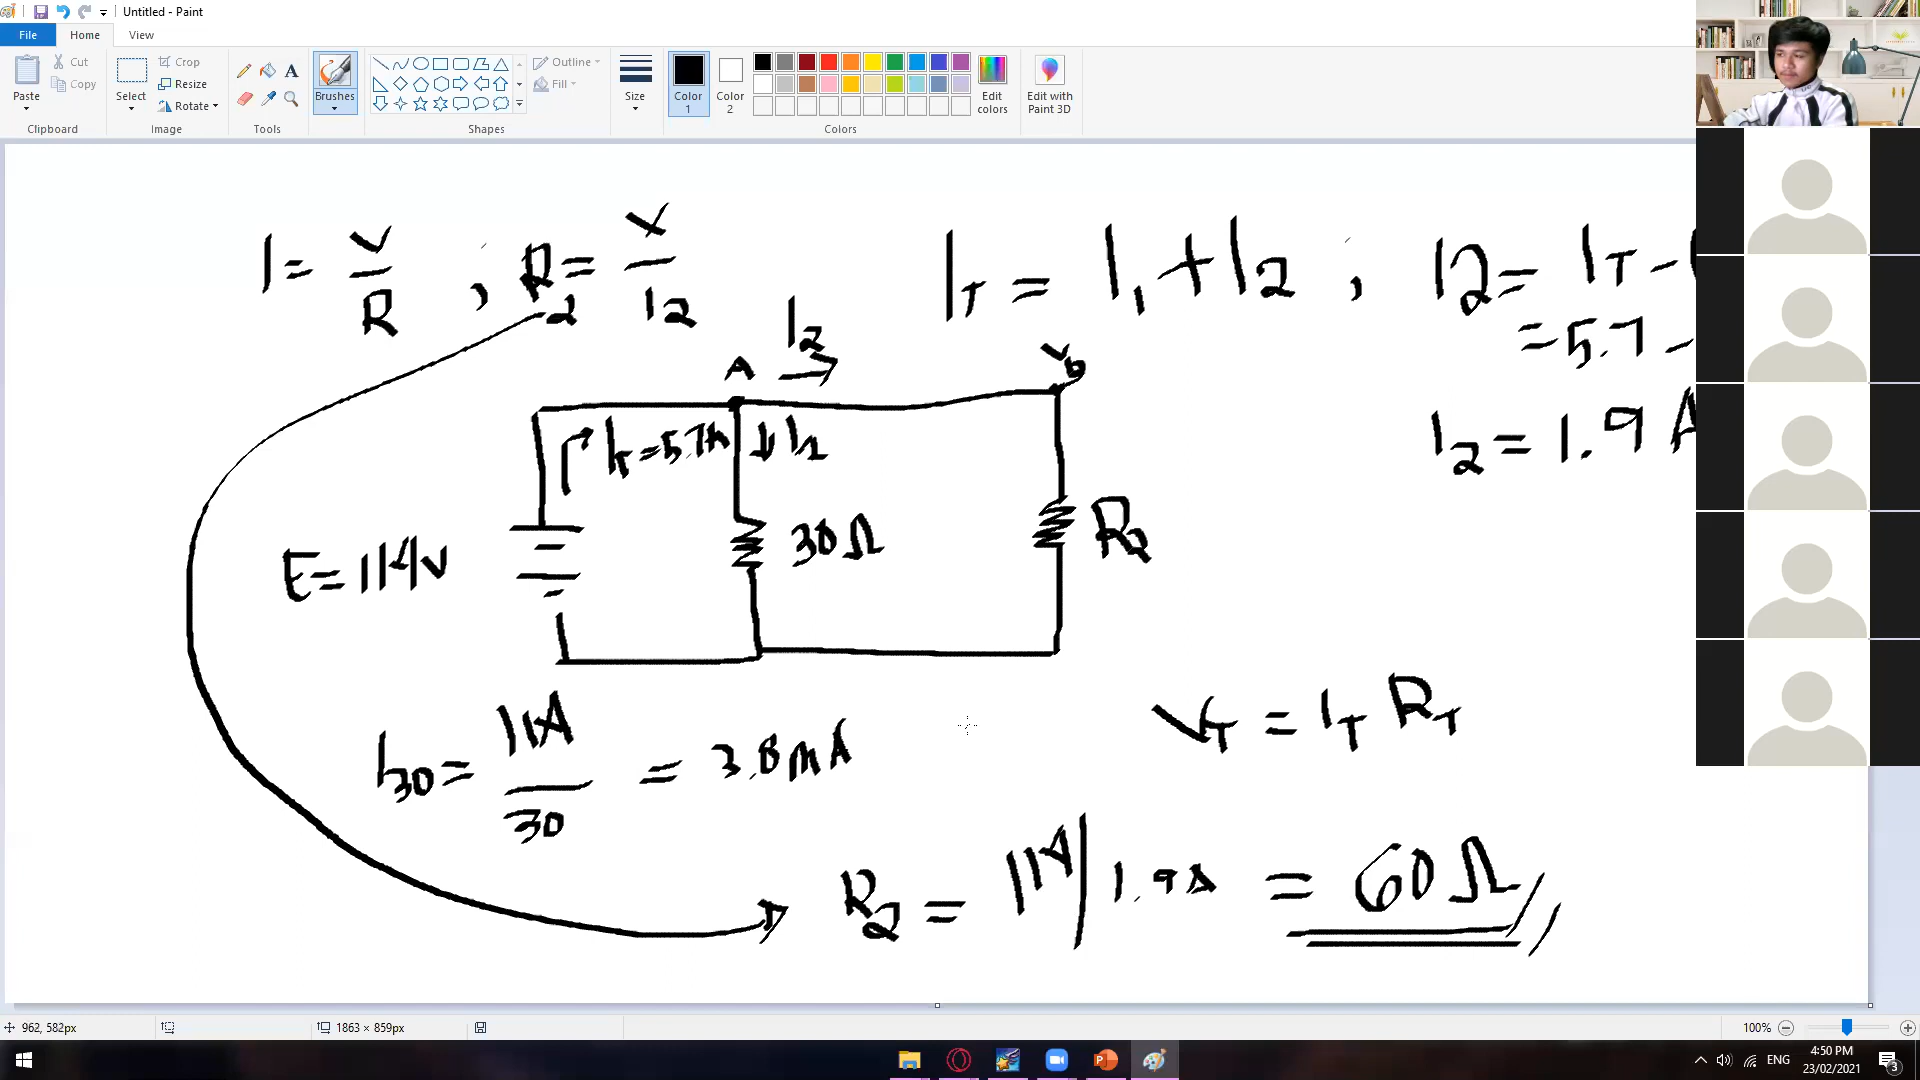 Untitled - Paint
File Home View
Paste Cut Copy Select Crop Resize Rotate Brushes Outline Fill Size Color 1 Color 2 Edit colors Edit with Paint 3D
Clipboard Image Tools Shapes Colors
I = V/R , R2 = V/I2
IT = I1 + I2 , I2 = IT -
= 5.7 -
I2 = 1.9 A
I2
A
IT = 5.7A
E = 114V
30Ω
R2
I30 = 114/30 = 3.8mA
VT = IT RT
R2 = 114/1.9A = 60Ω
962, 582px 1863 × 859px 100%
ENG 4:50 PM
23/02/2021 3